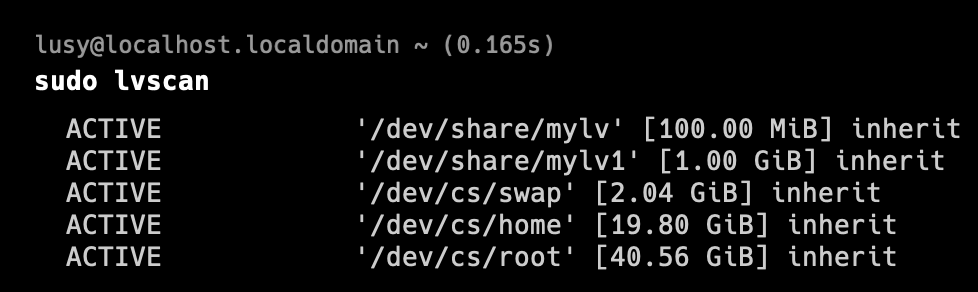 lusy@localhost.localdomain ~ (0.165s)
sudo lvscan
ACTIVE '/dev/share/mylv' [100.00 MiB] inherit
ACTIVE '/dev/share/mylv1' [1.00 GiB] inherit
ACTIVE '/dev/cs/swap' [2.04 GiB] inherit
ACTIVE '/dev/cs/home' [19.80 GiB] inherit
ACTIVE '/dev/cs/root' [40.56 GiB] inherit